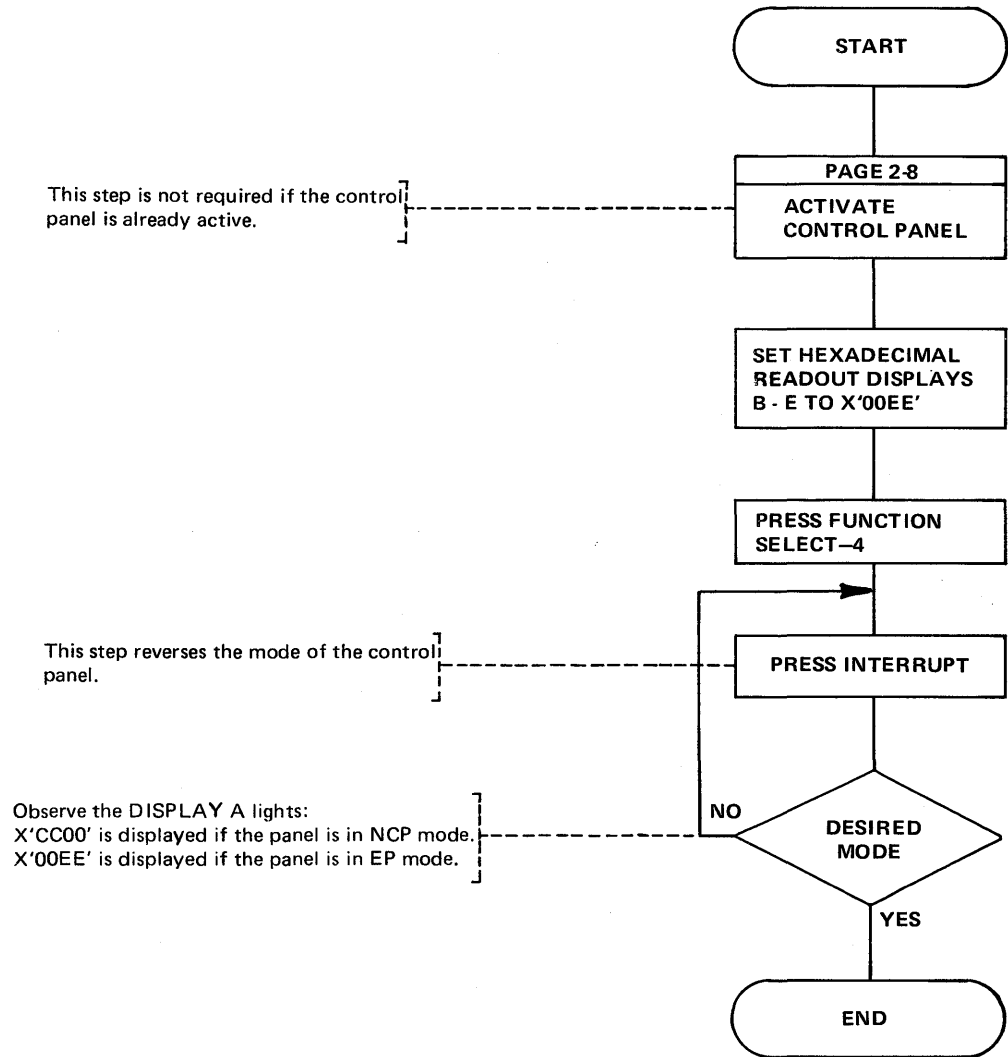 START
This step is not required if the control
panel is already active.
PAGE 2-8
ACTIVATE
CONTROL PANEL
SET HEXADECIMAL
READOUT DISPLAYS
B - E TO X'00EE'
PRESS FUNCTION
SELECT—4
This step reverses the mode of the control
panel.
PRESS INTERRUPT
Observe the DISPLAY A lights:
X'CC00' is displayed if the panel is in NCP mode.
X'00EE' is displayed if the panel is in EP mode.
NO
DESIRED
MODE
YES
END